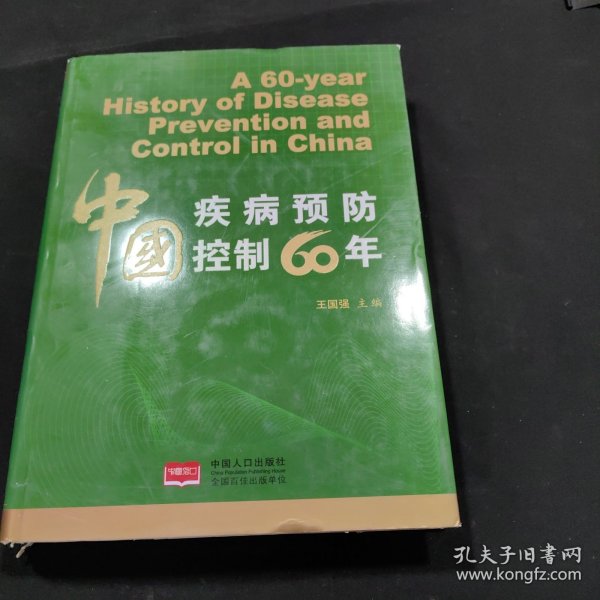 A 60-year
History of Disease
Prevention and
Control in China
中國
疾病预防
控制60年
王国强 主编
中国人口出版社
China Population Publishing House
全国百佳出版单位
孔夫子旧书网
www.kongfz.com